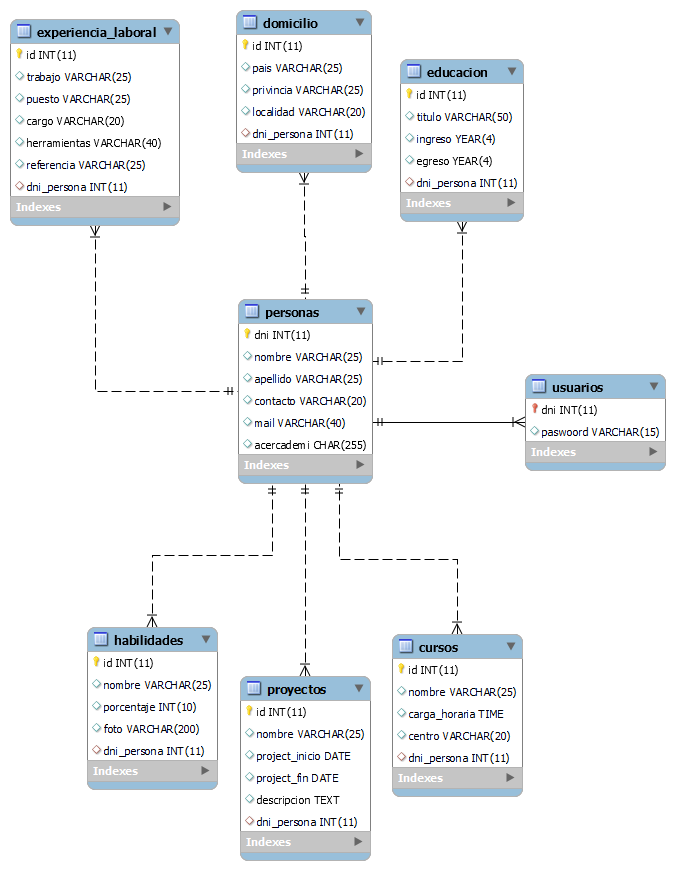 experiencia_laboral
id INT(11)
trabajo VARCHAR(25)
puesto VARCHAR(25)
cargo VARCHAR(20)
herramientas VARCHAR(40)
referencia VARCHAR(25)
dni_persona INT(11)
Indexes
domicilio
id INT(11)
pais VARCHAR(25)
privincia VARCHAR(25)
localidad VARCHAR(20)
dni_persona INT(11)
Indexes
educacion
id INT(11)
titulo VARCHAR(50)
ingreso YEAR(4)
egreso YEAR(4)
dni_persona INT(11)
Indexes
personas
dni INT(11)
nombre VARCHAR(25)
apellido VARCHAR(25)
contacto VARCHAR(20)
mail VARCHAR(40)
acercademi CHAR(255)
Indexes
usuarios
dni INT(11)
paswoord VARCHAR(15)
Indexes
habilidades
id INT(11)
nombre VARCHAR(25)
porcentaje INT(10)
foto VARCHAR(200)
dni_persona INT(11)
Indexes
proyectos
id INT(11)
nombre VARCHAR(25)
project_inicio DATE
project_fin DATE
descripcion TEXT
dni_persona INT(11)
Indexes
cursos
id INT(11)
nombre VARCHAR(25)
carga_horaria TIME
centro VARCHAR(20)
dni_persona INT(11)
Indexes